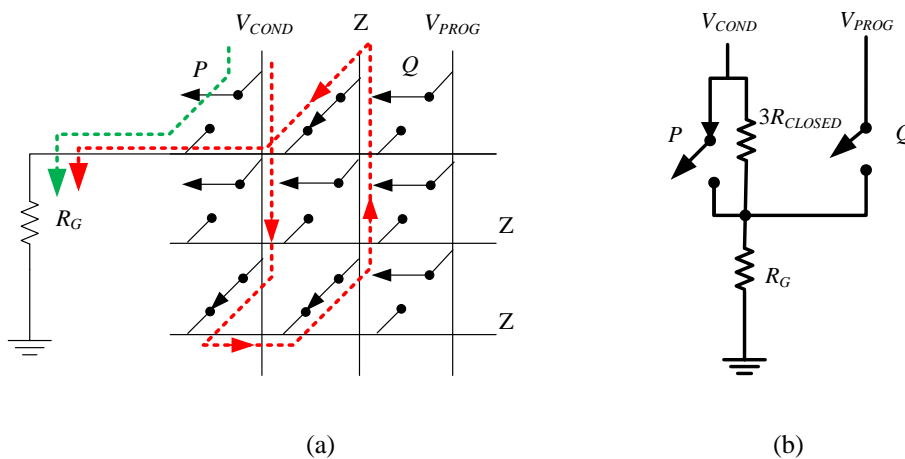 V_COND Z V_PROG
P Q
R_G
Z
Z
(a)
V_COND V_PROG
P 3R_CLOSED Q
R_G
(b)